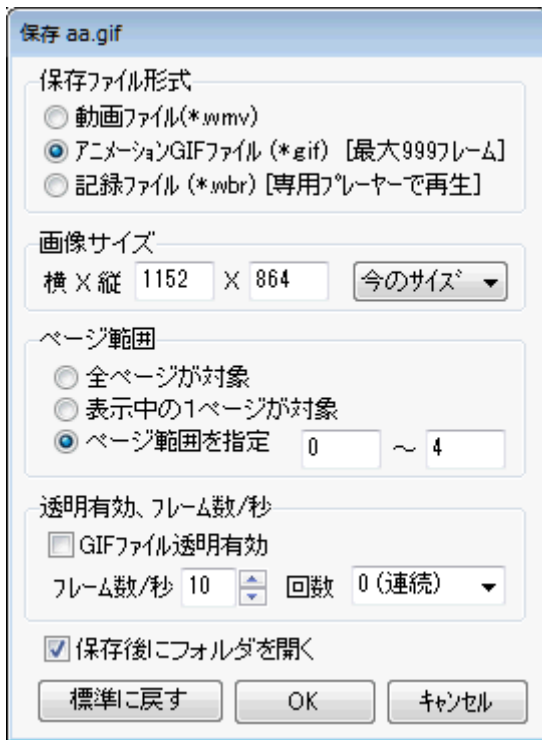 保存 aa.gif
保存ファイル形式
動画ファイル(*.wmv)
アニメーションGIFファイル (*.gif) [最大999フレーム]
記録ファイル (*.wbr) [専用プレーヤーで再生]
画像サイズ
横 X 縦 1152 X 864 今のサイズ
ページ範囲
全ページが対象
表示中の1ページが対象
ページ範囲を指定 0 ～ 4
透明有効、フレーム数/秒
GIFファイル透明有効
フレーム数/秒 10 回数 0 (連続)
保存後にフォルダを開く
標準に戻す OK キャンセル